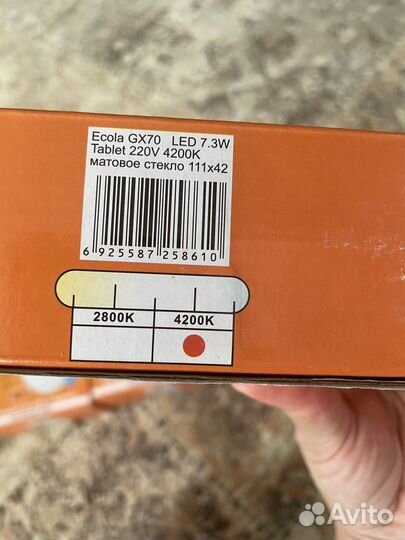 Ecola GX70 LED 7.3W
Tablet 220V 4200K
матовое стекло 111x42
6 925587 258610
2800K 4200K
Avito